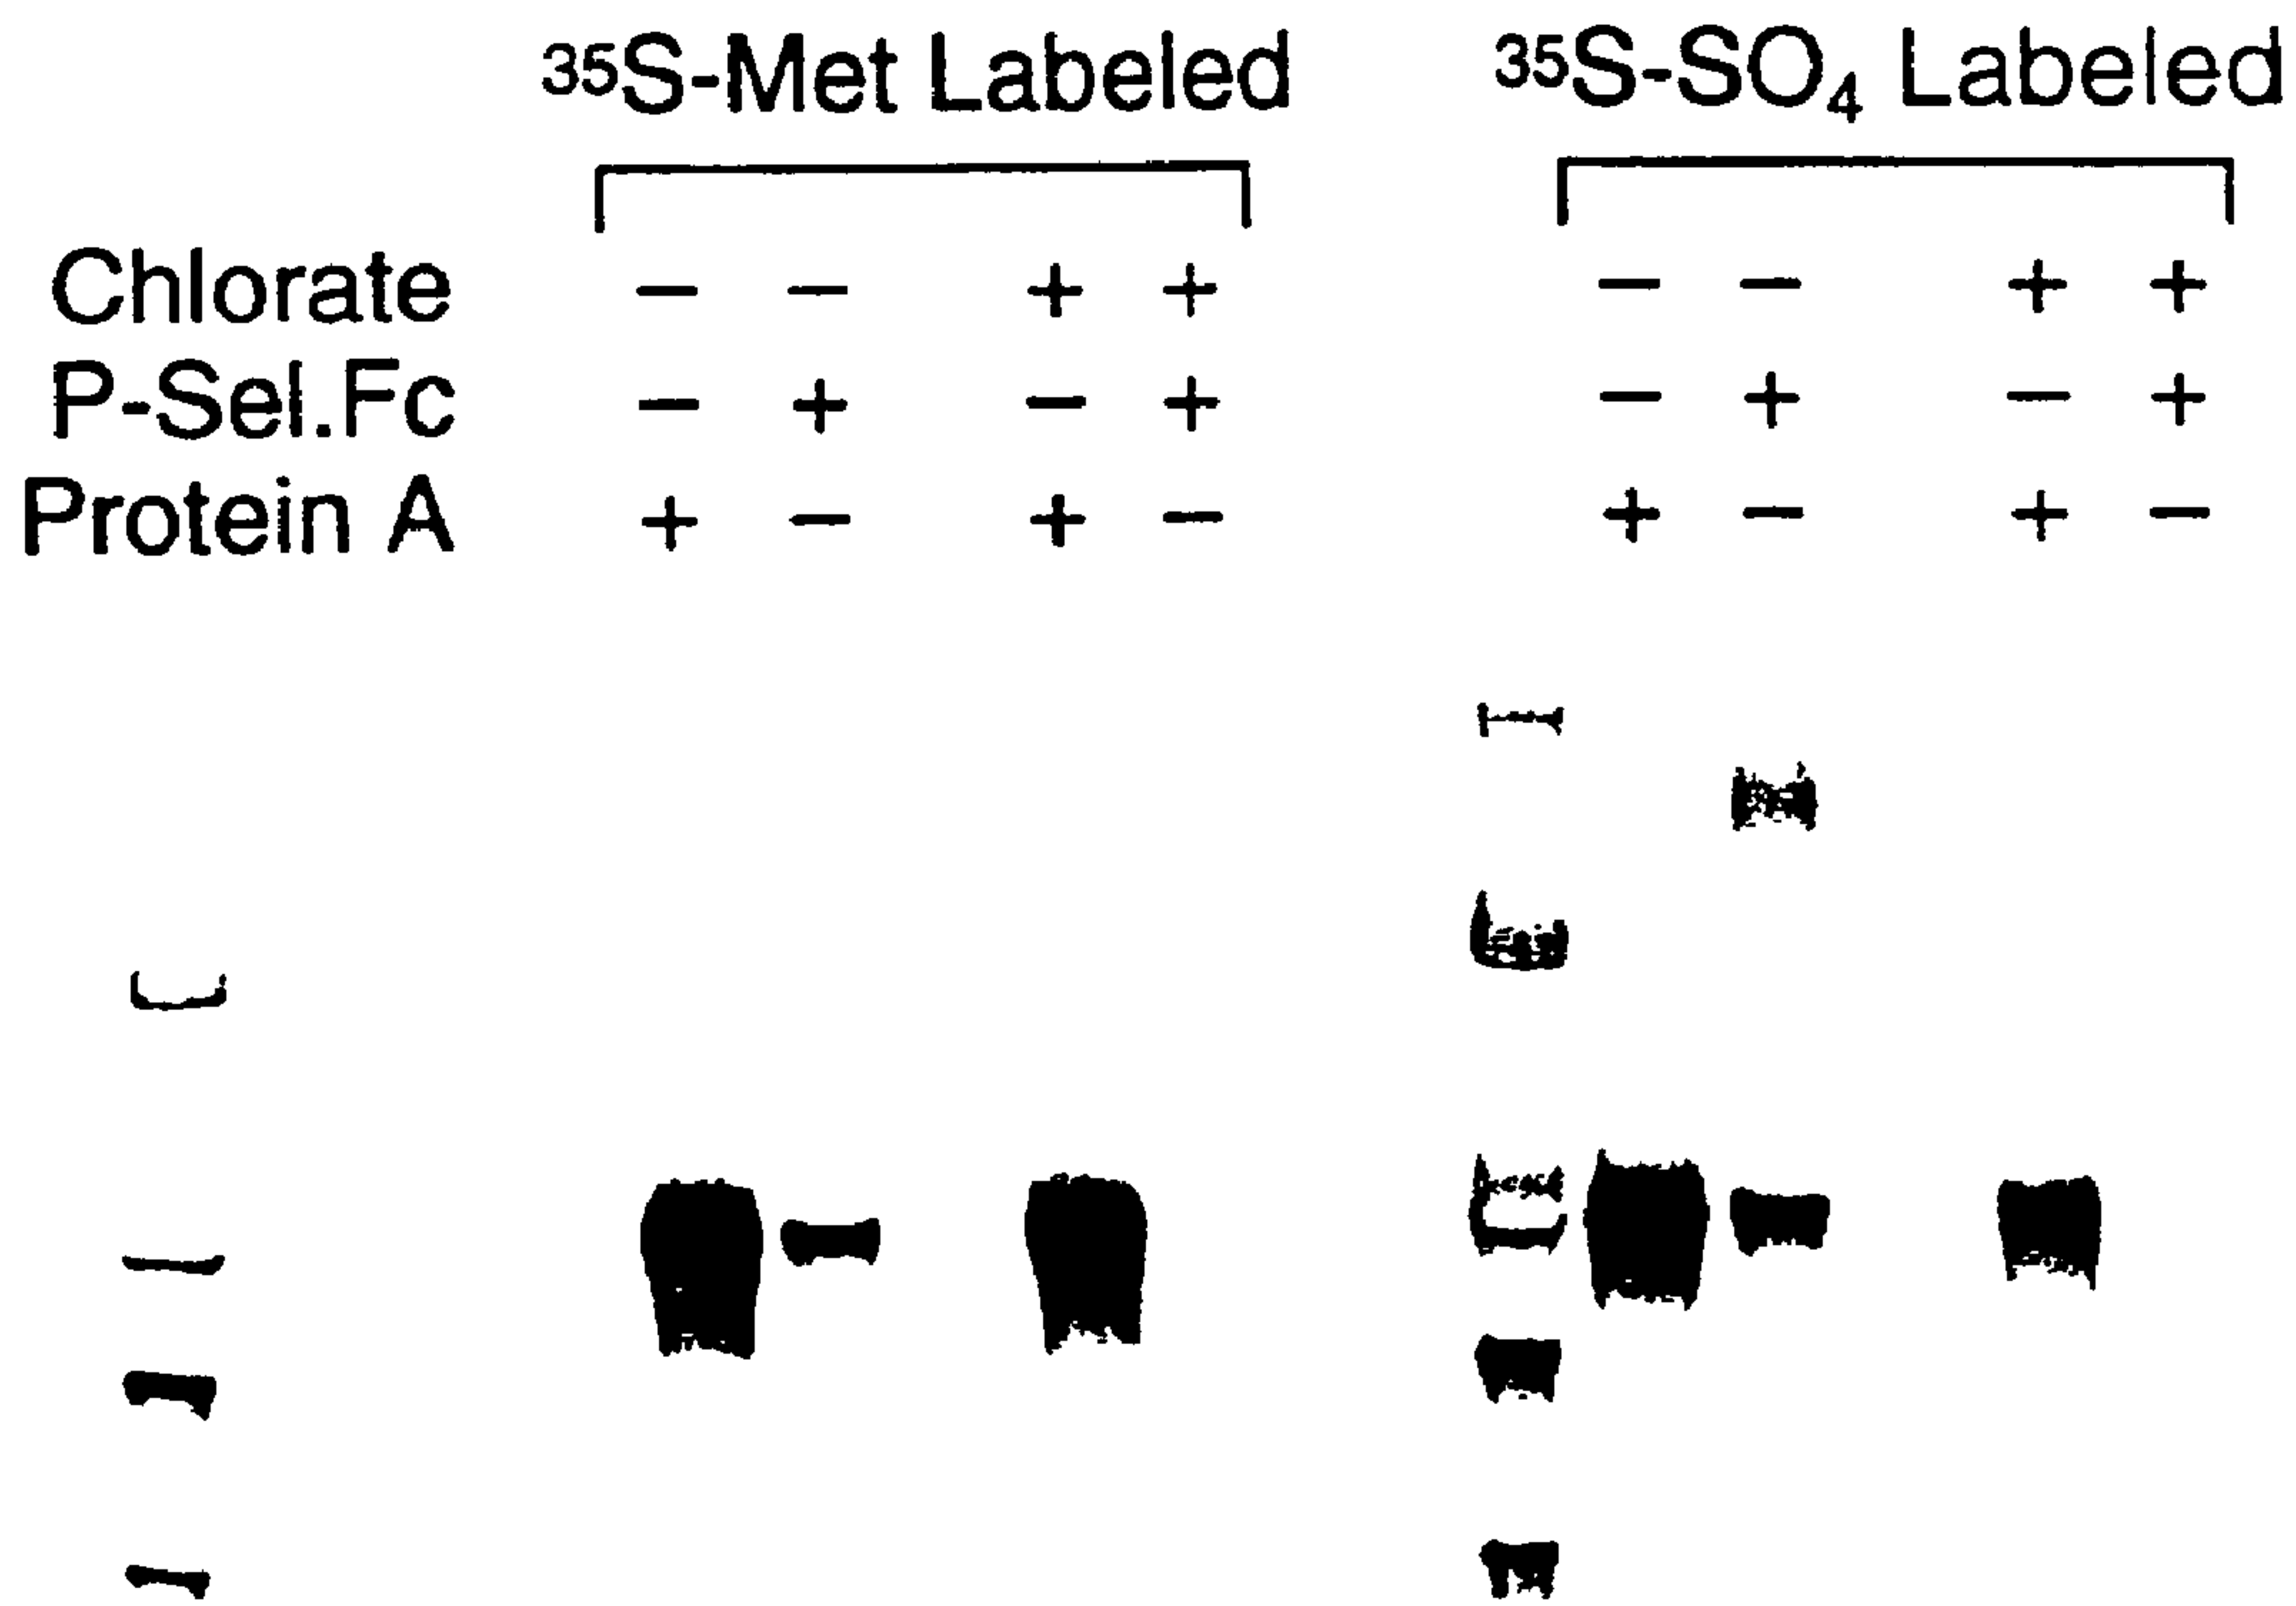 ³⁵S-Met Labeled ³⁵S-SO₄ Labeled
Chlorate − − + + − − + +
P-Sel.Fc − + − + − + − +
Protein A + − + − + − + −